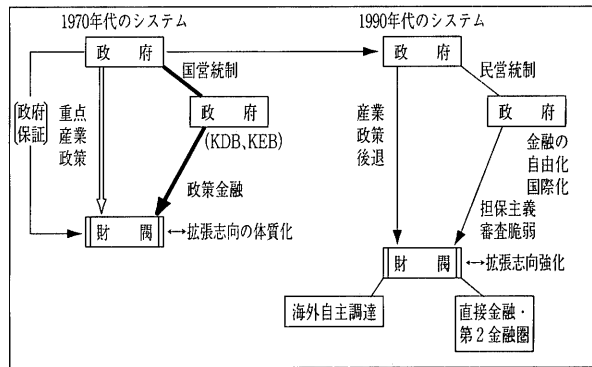 1970年代のシステム
政府
国営統制
政府
(KDB、KEB)
政府
保証
重点
産業
政策
政策金融
財閥
↔拡張志向の体質化
1990年代のシステム
政府
民営統制
政府
産業
政策
後退
金融の
自由化
国際化
担保主義
審査脆弱
財閥
↔拡張志向強化
海外自主調達
直接金融・
第2金融圏